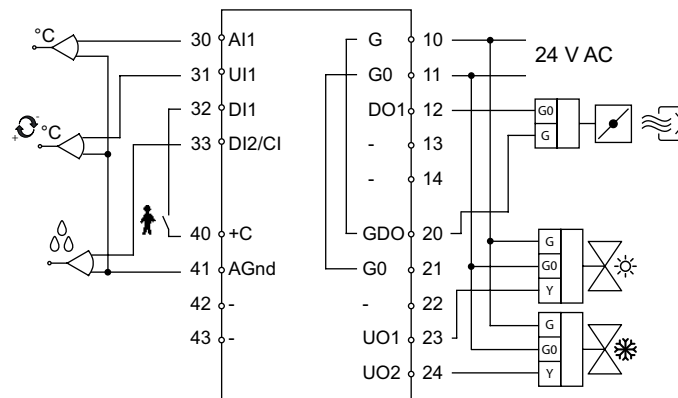 °C 30 AI1 G 10 24 V AC
31 UI1 G0 11
32 DI1 DO1 12 G0
°C 33 DI2/CI - 13 G
- +
- 14
40 +C GDO 20 G
41 AGnd G0 21 G0
42 - - 22 Y
43 - UO1 23 G
G0
UO2 24 Y